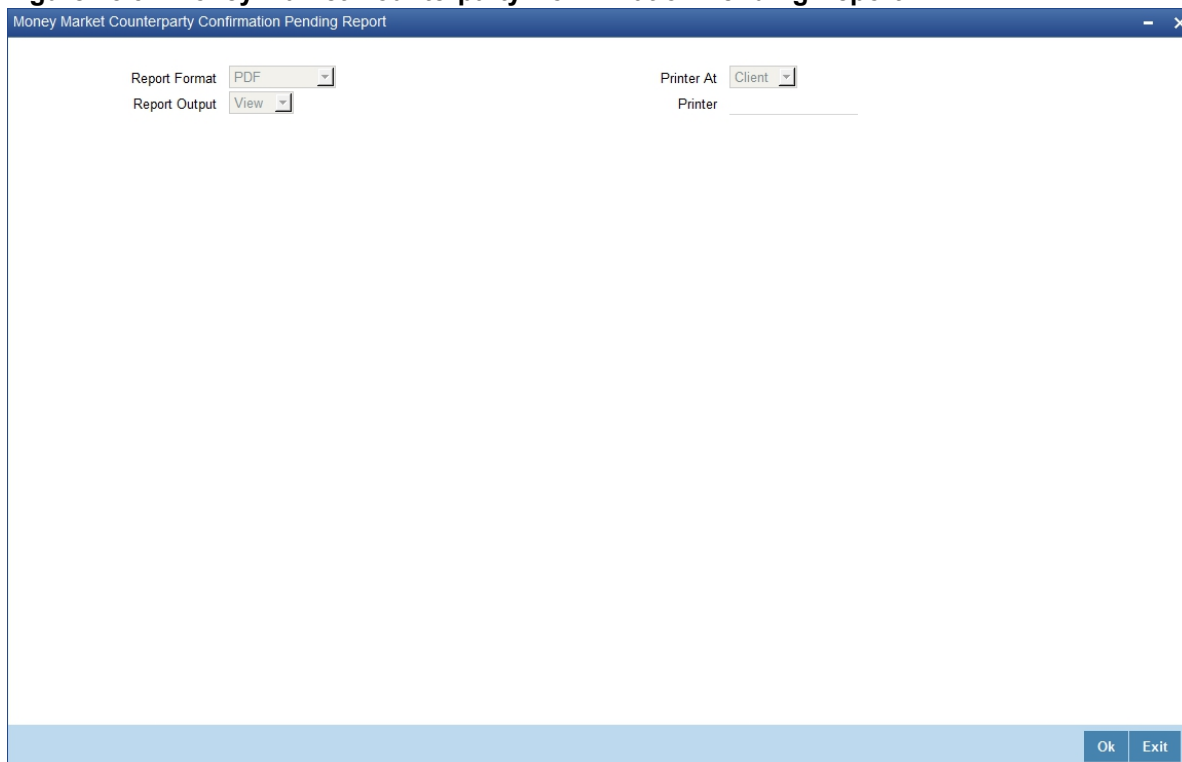 Money Market Counterparty Confirmation Pending Report
Report Format PDF Printer At Client
Report Output View Printer
Ok Exit